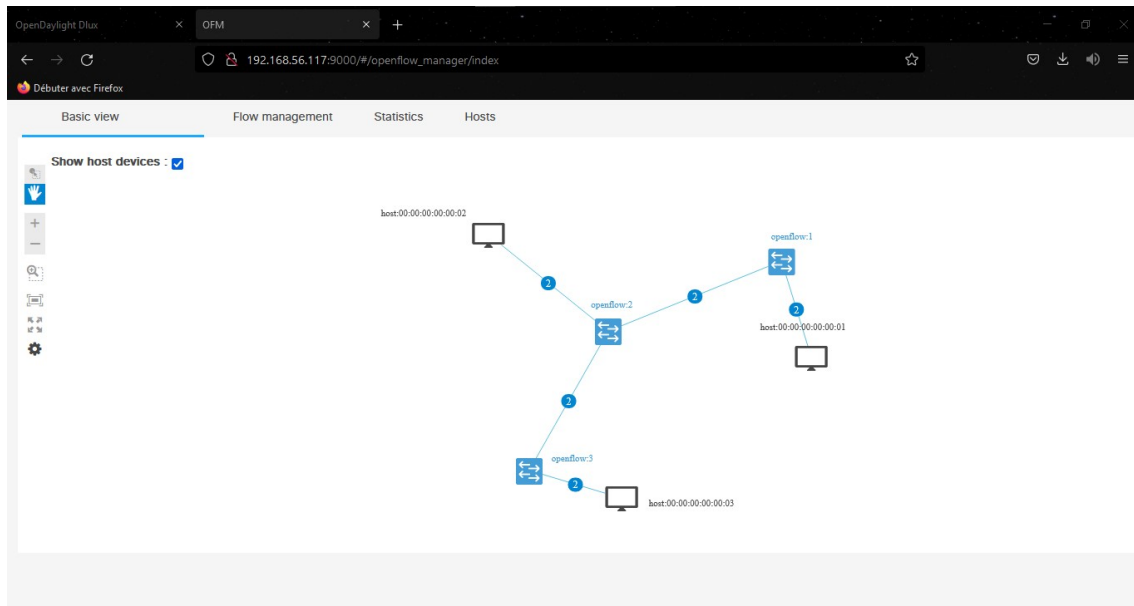 OpenDaylight Dlux
OFM
192.168.56.117:9000/#/openflow_manager/index
Débuter avec Firefox
Basic view
Flow management
Statistics
Hosts
Show host devices :
host:00:00:00:00:00:02
openflow:1
2
2
openflow:2
2
host:00:00:00:00:00:01
2
openflow:3
2
host:00:00:00:00:00:03